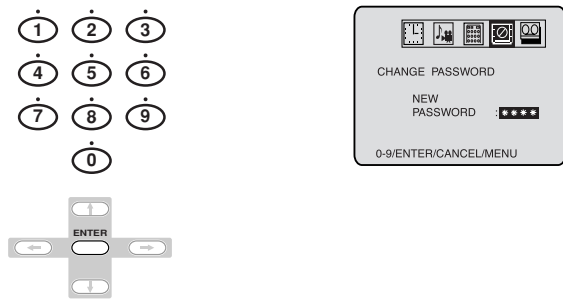 1 2 3
4 5 6
7 8 9
0
ENTER
CHANGE PASSWORD
NEW
PASSWORD : ****
0-9/ENTER/CANCEL/MENU